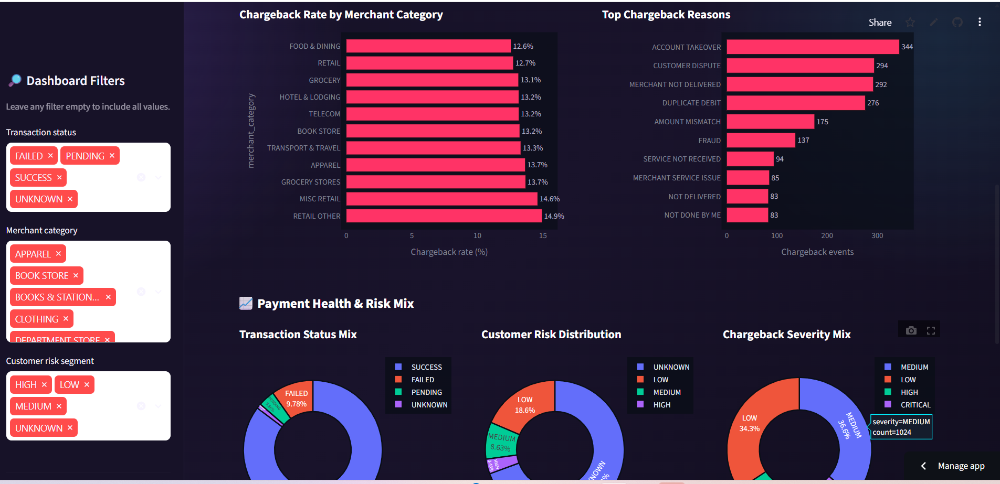 Dashboard Filters
Leave any filter empty to include all values.
Transaction status
FAILED × PENDING ×
SUCCESS ×
UNKNOWN ×
Merchant category
APPAREL ×
BOOK STORE ×
BOOKS & STATION... ×
CLOTHING ×
DEPARTMENT STORE ×
Customer risk segment
HIGH × LOW ×
MEDIUM ×
UNKNOWN ×
Share
Chargeback Rate by Merchant Category
merchant_category
FOOD & DINING 12.6%
RETAIL 12.7%
GROCERY 13.1%
HOTEL & LODGING 13.2%
TELECOM 13.2%
BOOK STORE 13.2%
TRANSPORT & TRAVEL 13.3%
APPAREL 13.7%
GROCERY STORES 13.7%
MISC RETAIL 14.6%
RETAIL OTHER 14.9%
0 5 10 15
Chargeback rate (%)
Top Chargeback Reasons
ACCOUNT TAKEOVER 344
CUSTOMER DISPUTE 294
MERCHANT NOT DELIVERED 292
DUPLICATE DEBIT 276
AMOUNT MISMATCH 175
FRAUD 137
SERVICE NOT RECEIVED 94
MERCHANT SERVICE ISSUE 85
NOT DELIVERED 83
NOT DONE BY ME 83
0 100 200 300
Chargeback events
Payment Health & Risk Mix
Transaction Status Mix
SUCCESS
FAILED
PENDING
UNKNOWN
FAILED
9.78%
PENDING
3.86%
Customer Risk Distribution
UNKNOWN
LOW
MEDIUM
HIGH
LOW
18.6%
MEDIUM
8.63%
HIGH
3.45%
Chargeback Severity Mix
MEDIUM
LOW
HIGH
CRITICAL
LOW
34.3%
MEDIUM
36.6%
severity=MEDIUM
count=1024
Manage app